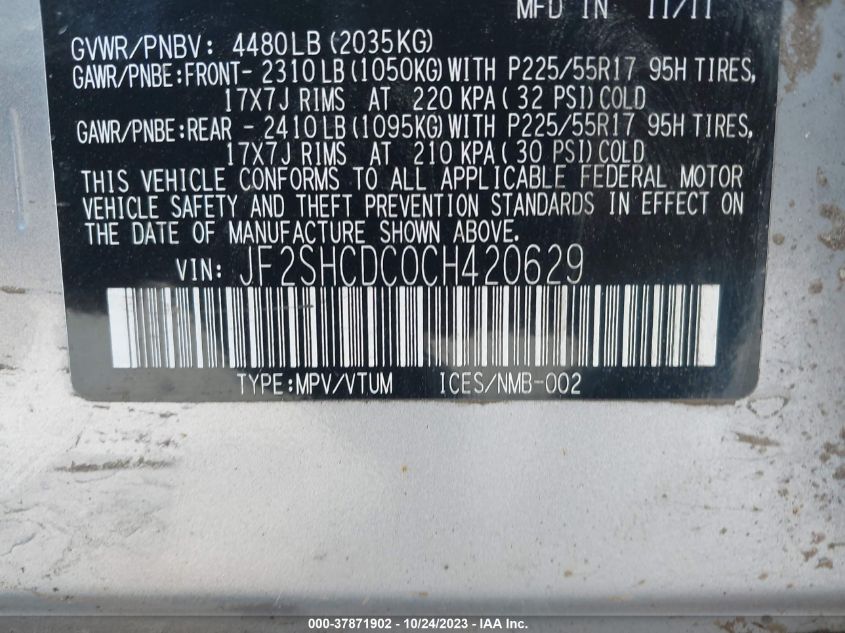 MFD IN 11/11
GVWR/PNBV: 4480LB (2035KG)
GAWR/PNBE:FRONT- 2310LB(1050KG)WITH P225/55R17 95H TIRES,
17X7J RIMS AT 220 KPA( 32 PSI)COLD
GAWR/PNBE:REAR - 2410LB(1095KG)WITH P225/55R17 95H TIRES,
17X7J RIMS AT 210 KPA( 30 PSI)COLD
THIS VEHICLE CONFORMS TO ALL APPLICABLE FEDERAL MOTOR
VEHICLE SAFETY AND THEFT PREVENTION STANDARDS IN EFFECT ON
THE DATE OF MANUFACTURE SHOWN ABOVE.
VIN: JF2SHCDC0CH420629
TYPE:MPV/VTUM ICES/NMB-002
000-37871902 - 10/24/2023 - IAA Inc.